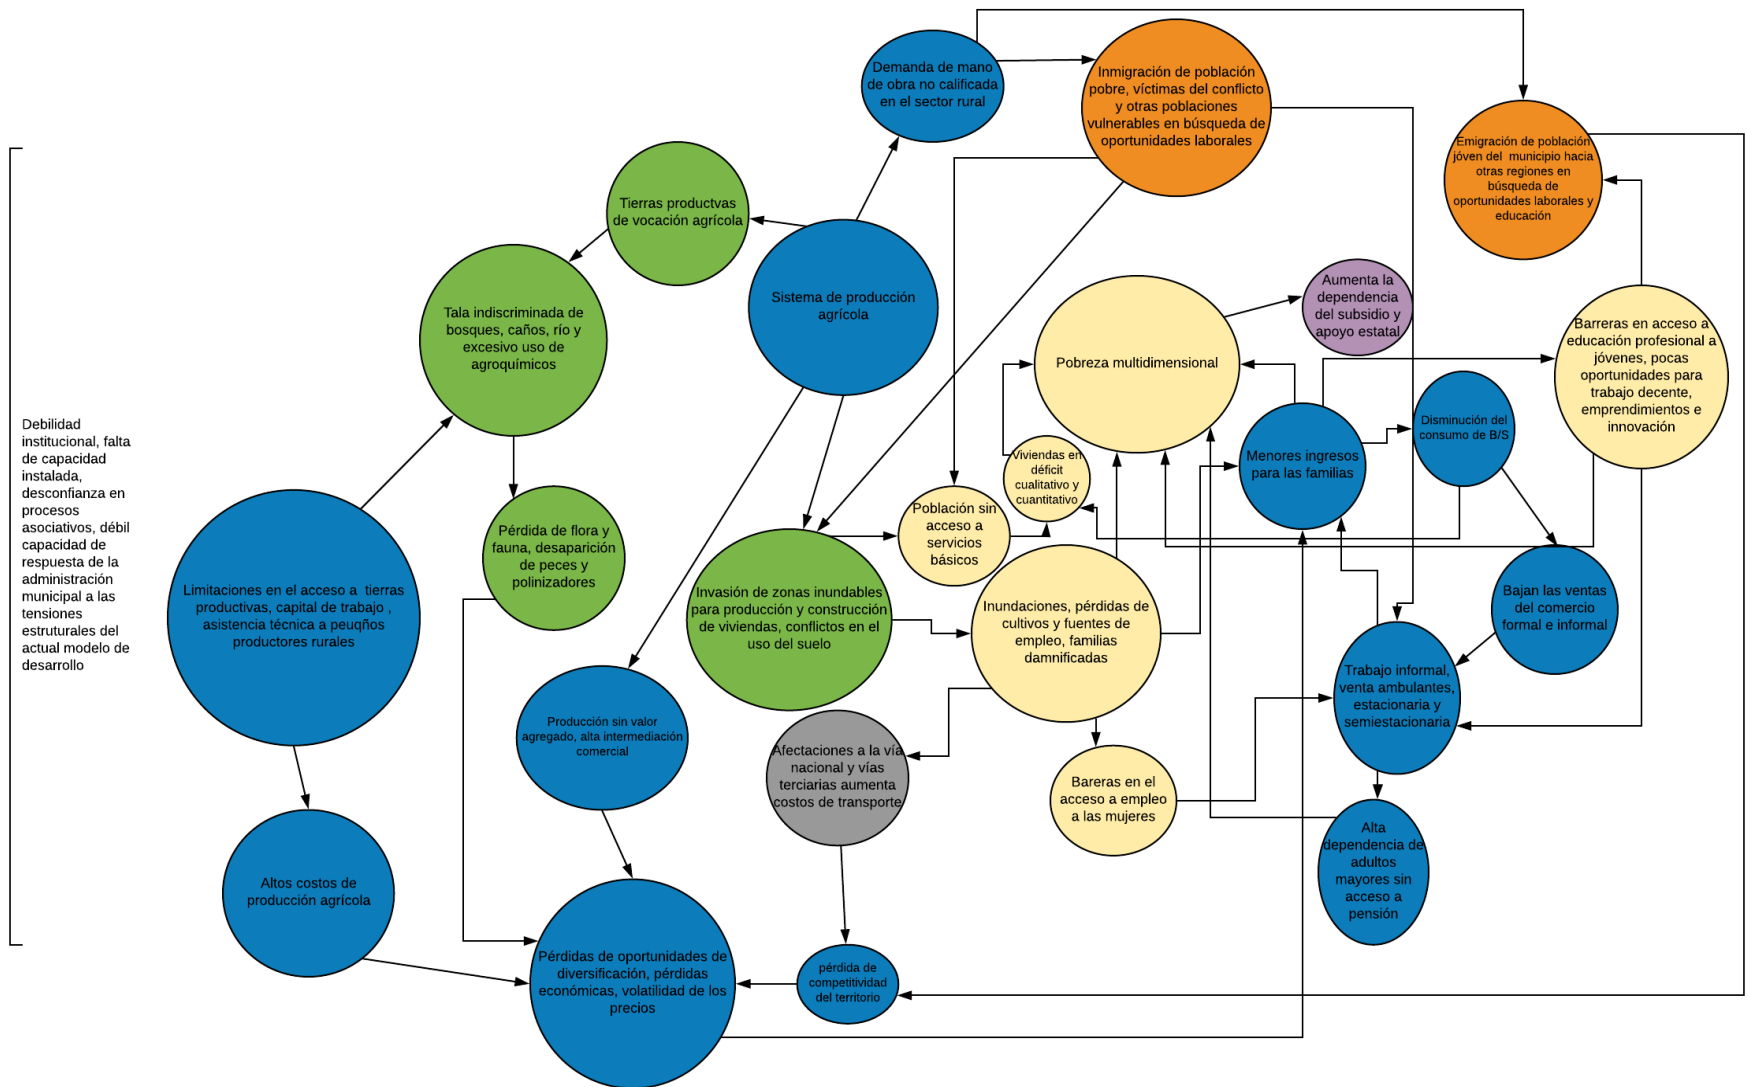 Demanda de mano
de obra no calificada
en el sector rural
Inmigración de población
pobre, víctimas del conflicto
y otras poblaciones
vulnerables en búsqueda de
oportunidades laborales
Emigración de población
jóven del municipio hacia
otras regiones en
búsqueda de
oportunidades laborales y
educación
Tierras productvas
de vocación agrícola
Sistema de producción
agrícola
Tala indiscriminada de
bosques, caños, río y
excesivo uso de
agroquímicos
Aumenta la
dependencia
del subsidio y
apoyo estatal
Pobreza multidimensional
Barreras en acceso a
educación profesional a
jóvenes, pocas
oportunidades para
trabajo decente,
emprendimientos e
innovación
Disminución del
consumo de B/S
Menores ingresos
para las familias
Viviendas en
déficit
cualitativo y
cuantitativo
Debilidad
institucional, falta
de capacidad
instalada,
desconfianza en
procesos
asociativos, débil
capacidad de
respuesta de la
administración
municipal a las
tensiones
estruturales del
actual modelo de
desarrollo
Pérdida de flora y
fauna, desaparición
de peces y
polinizadores
Población sin
acceso a
servicios
básicos
Limitaciones en el acceso a tierras
productivas, capital de trabajo ,
asistencia técnica a peuqños
productores rurales
Invasión de zonas inundables
para producción y construcción
de viviendas, conflictos en el
uso del suelo
Inundaciones, pérdidas de
cultivos y fuentes de
empleo, familias
damnificadas
Bajan las ventas
del comercio
formal e informal
Trabajo informal,
venta ambulantes,
estacionaria y
semiestacionaria
Producción sin valor
agregado, alta intermediación
comercial
Afectaciones a la vía
nacional y vías
terciarias aumenta
costos de transporte
Bareras en el
acceso a empleo
a las mujeres
Alta
dependencia de
adultos
mayores sin
acceso a
pensión
Altos costos de
producción agrícola
Pérdidas de oportunidades de
diversificación, pérdidas
económicas, volatilidad de los
precios
pérdida de
competitividad
del territorio